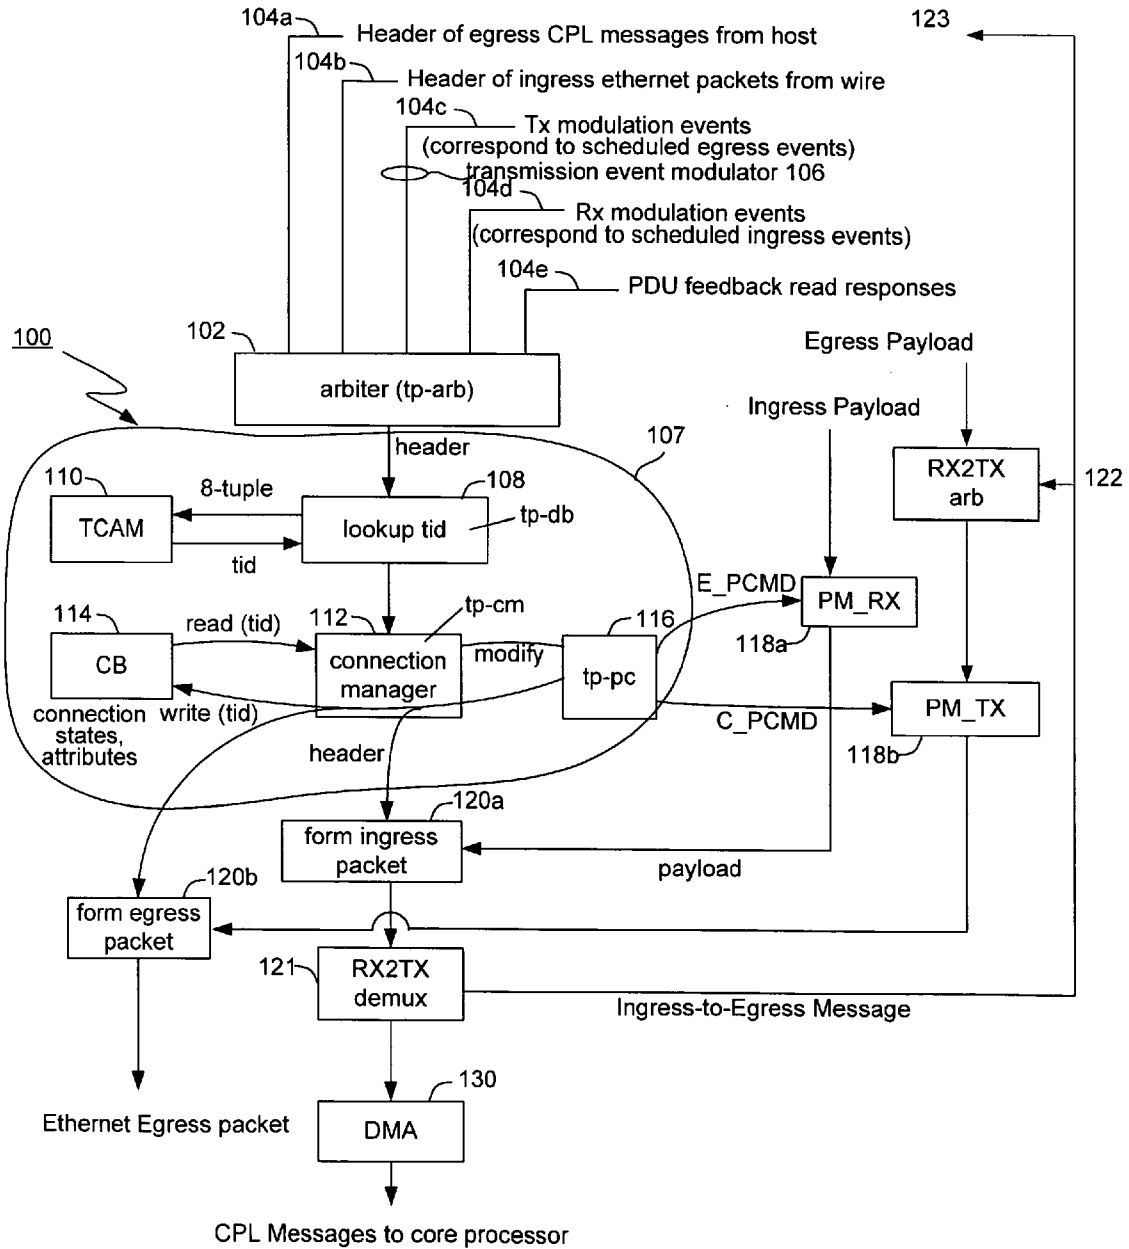 104a
Header of egress CPL messages from host
123
104b
Header of ingress ethernet packets from wire
104c
Tx modulation events
(correspond to scheduled egress events)
transmission event modulator 106
104d
Rx modulation events
(correspond to scheduled ingress events)
104e
PDU feedback read responses
102
100
arbiter (tp-arb)
Egress Payload
Ingress Payload
header
107
110
8-tuple
108
RX2TX
arb
122
TCAM
lookup tid
tp-db
tid
E_PCMD
114
read (tid)
112
tp-cm
116
PM_RX
118a
CB
connection
manager
modify
tp-pc
connection
states,
attributes
write (tid)
C_PCMD
PM_TX
118b
header
120a
form ingress
packet
payload
120b
form egress
packet
121
RX2TX
demux
Ingress-to-Egress Message
130
Ethernet Egress packet
DMA
CPL Messages to core processor